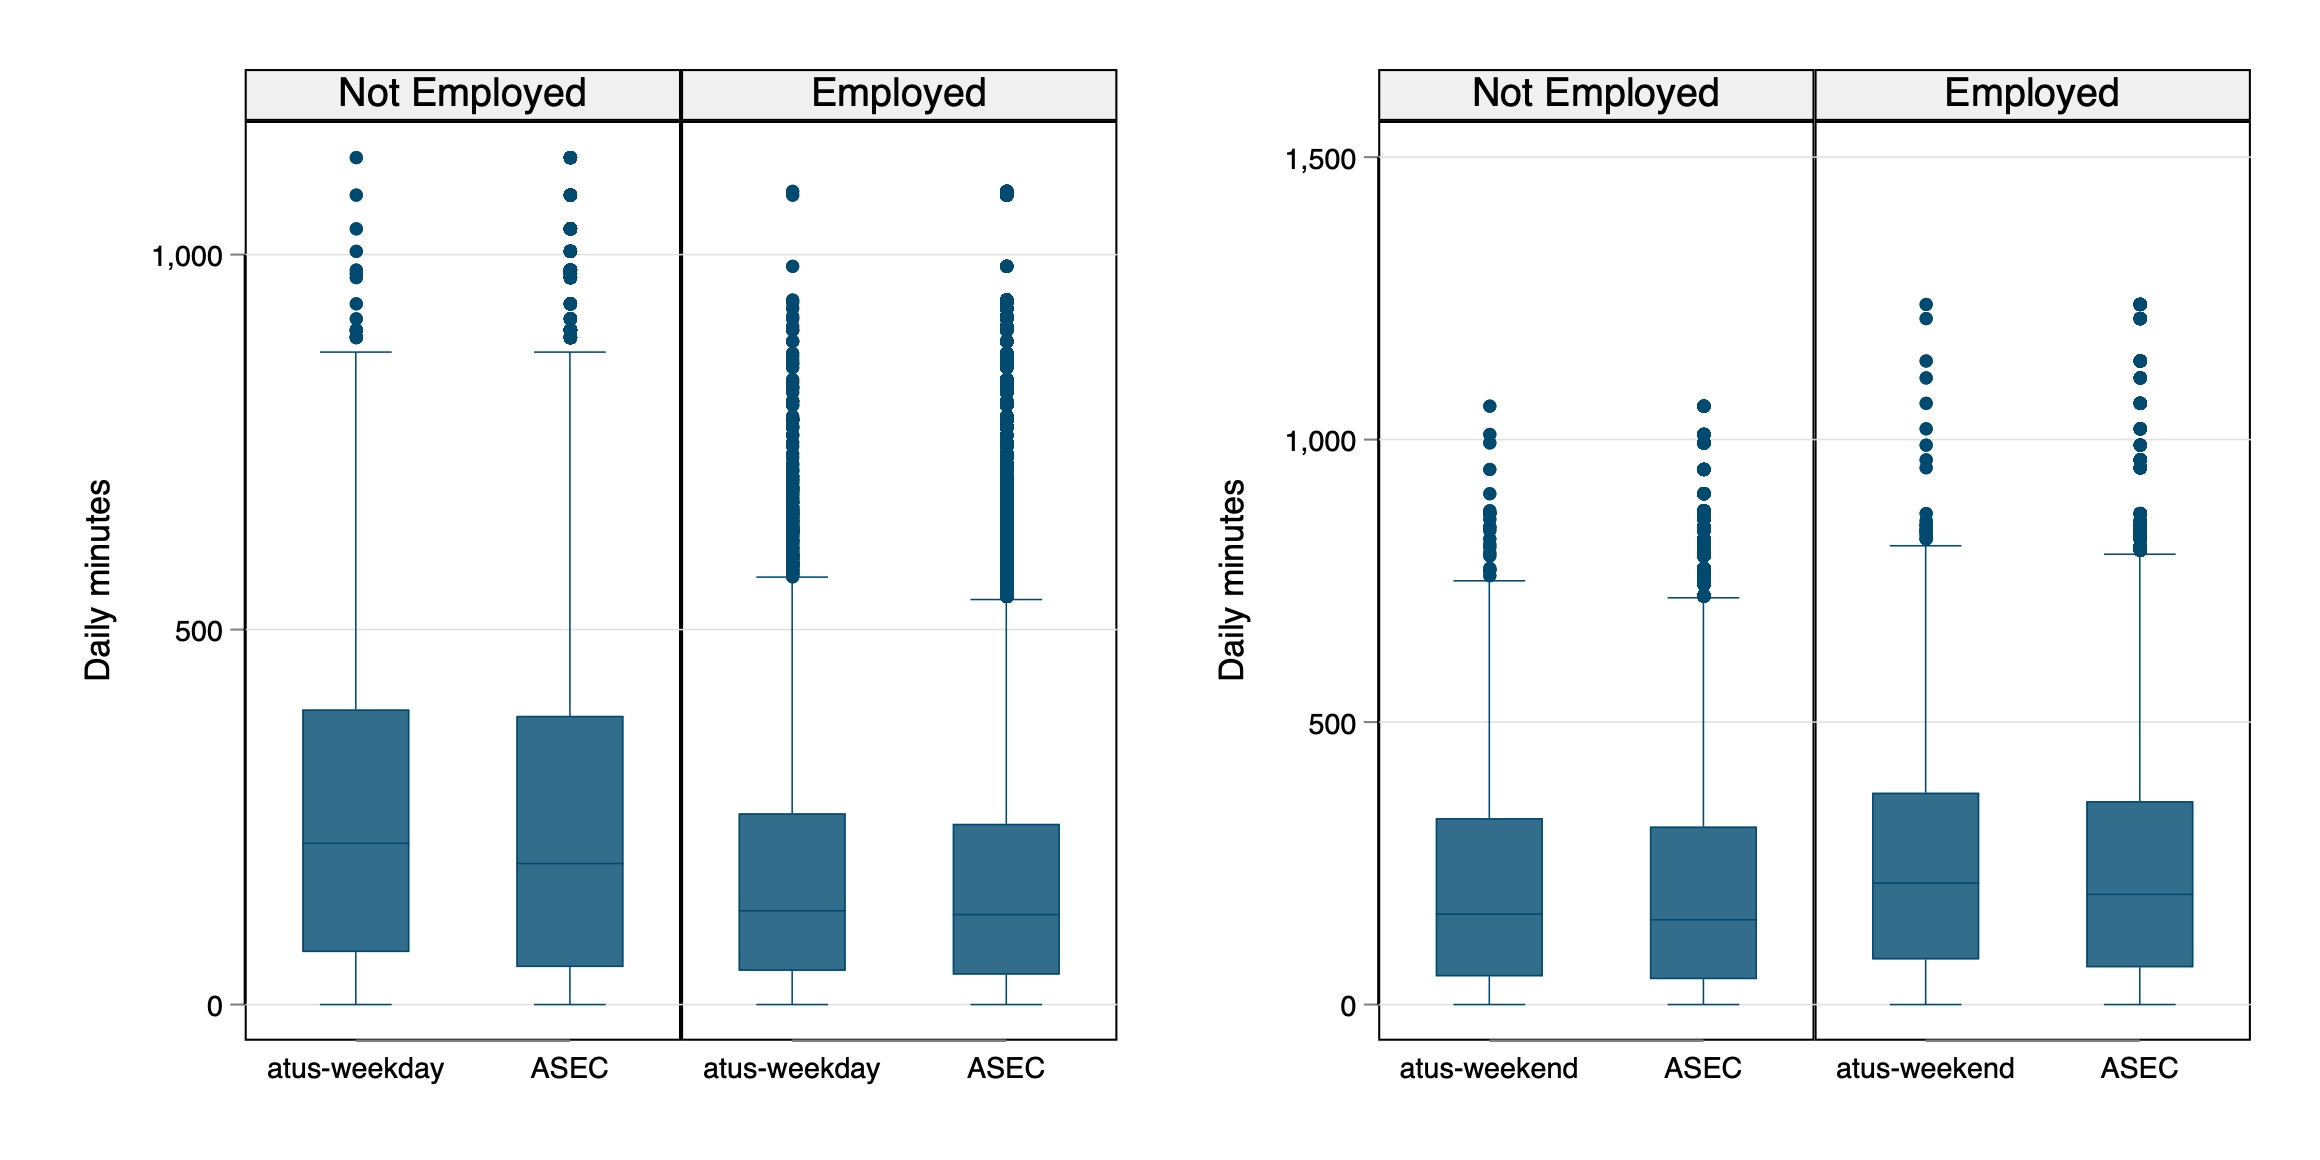 Not Employed
Employed
Daily minutes
1,000
500
0
atus-weekday
ASEC
atus-weekday
ASEC
Not Employed
Employed
Daily minutes
1,500
1,000
500
0
atus-weekend
ASEC
atus-weekend
ASEC